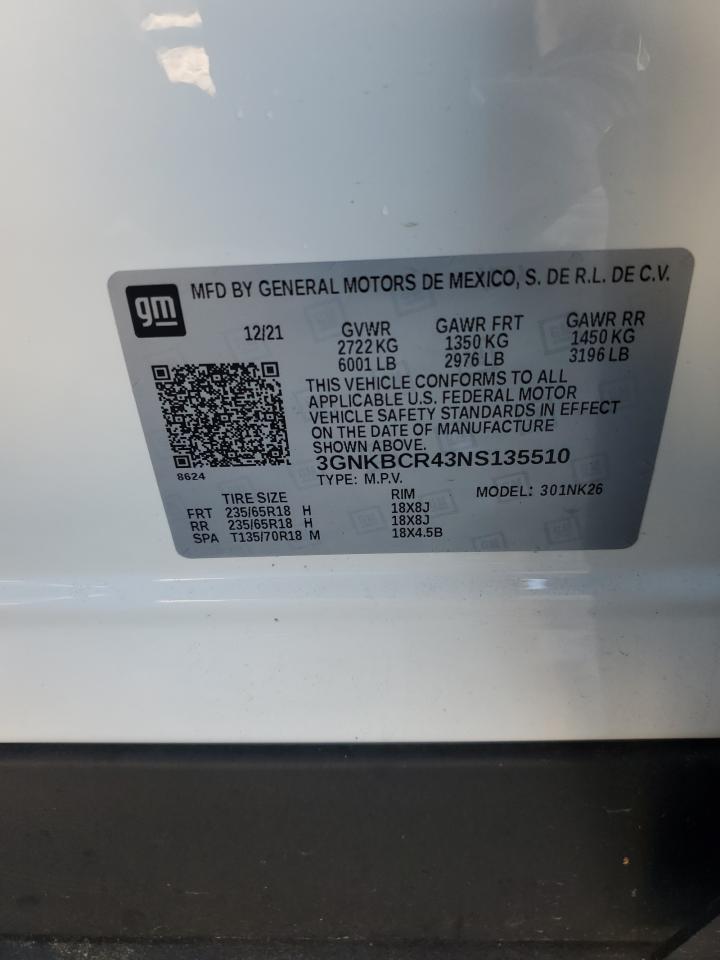 gm MFD BY GENERAL MOTORS DE MEXICO, S. DE R.L. DE C.V.
12/21 GVWR GAWR FRT GAWR RR
2722 KG 1350 KG 1450 KG
6001 LB 2976 LB 3196 LB
THIS VEHICLE CONFORMS TO ALL
APPLICABLE U.S. FEDERAL MOTOR
VEHICLE SAFETY STANDARDS IN EFFECT
ON THE DATE OF MANUFACTURE
SHOWN ABOVE.
8624 3GNKBCR43NS135510
TYPE: M.P.V. MODEL: 301NK26
TIRE SIZE RIM
FRT 235/65R18 H 18X8J
RR 235/65R18 H 18X8J
SPA T135/70R18 M 18X4.5B